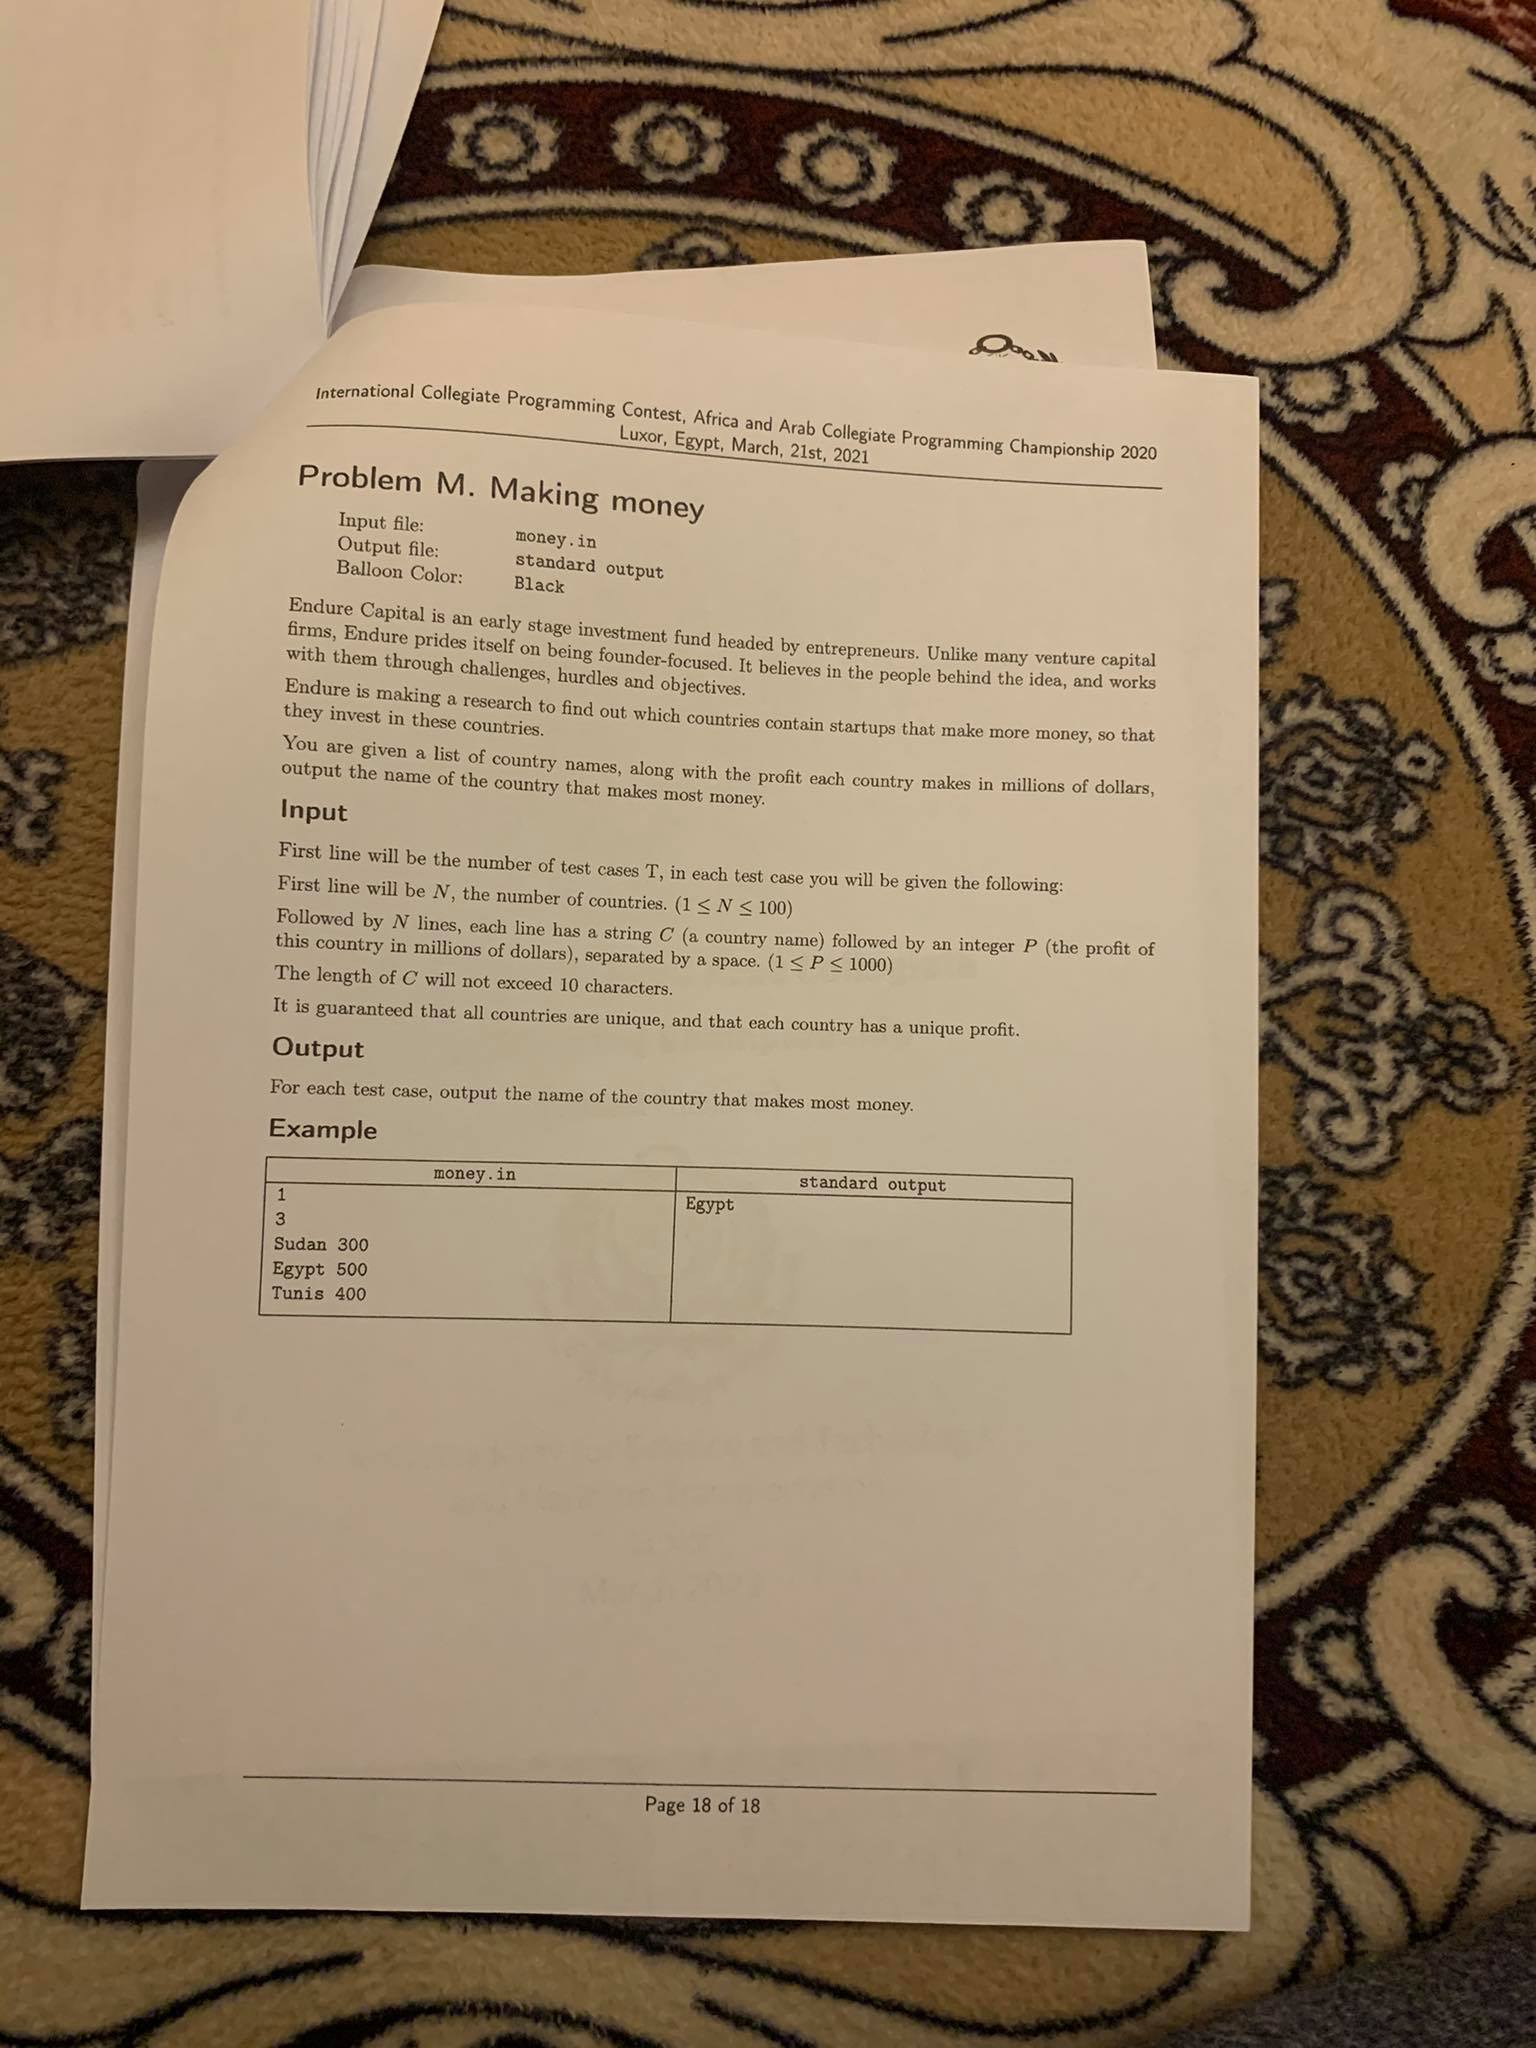 International Collegiate Programming Contest, Africa and Arab Collegiate Programming Championship 2020
Luxor, Egypt, March, 21st, 2021
Problem M. Making money
Input file: money.in
Output file: standard output
Balloon Color: Black
Endure Capital is an early stage investment fund headed by entrepreneurs. Unlike many venture capital
firms, Endure prides itself on being founder-focused. It believes in the people behind the idea, and works
with them through challenges, hurdles and objectives.
Endure is making a research to find out which countries contain startups that make more money, so that
they invest in these countries.
You are given a list of country names, along with the profit each country makes in millions of dollars,
output the name of the country that makes most money.
Input
First line will be the number of test cases T, in each test case you will be given the following:
First line will be N, the number of countries. (1 ≤ N ≤ 100)
Followed by N lines, each line has a string C (a country name) followed by an integer P (the profit of
this country in millions of dollars), separated by a space. (1 ≤ P ≤ 1000)
The length of C will not exceed 10 characters.
It is guaranteed that all countries are unique, and that each country has a unique profit.
Output
For each test case, output the name of the country that makes most money.
Example
money.in standard output
1 Egypt
3
Sudan 300
Egypt 500
Tunis 400
Page 18 of 18